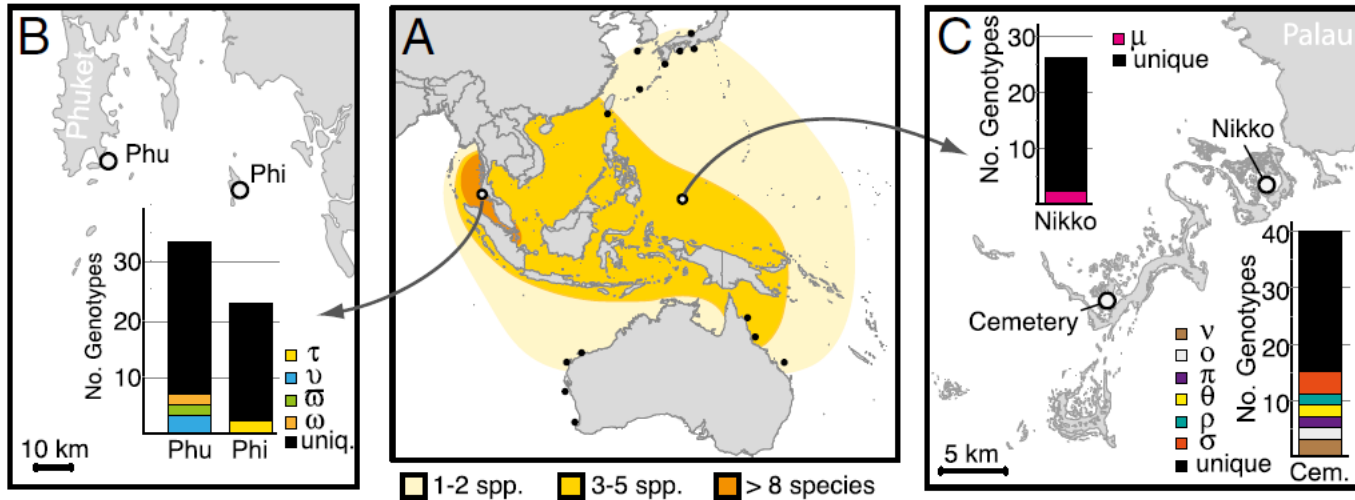 B
Phuket
Phu
Phi
No. Genotypes
30
20
10
τ
υ
ϖ
ω
uniq.
Phu
Phi
10 km
A
1-2 spp.
3-5 spp.
> 8 species
C
Palau
No. Genotypes
30
20
10
μ
unique
Nikko
Nikko
Cemetery
ν
ο
π
θ
ρ
σ
unique
No. Genotypes
40
30
20
10
0
Cem.
5 km